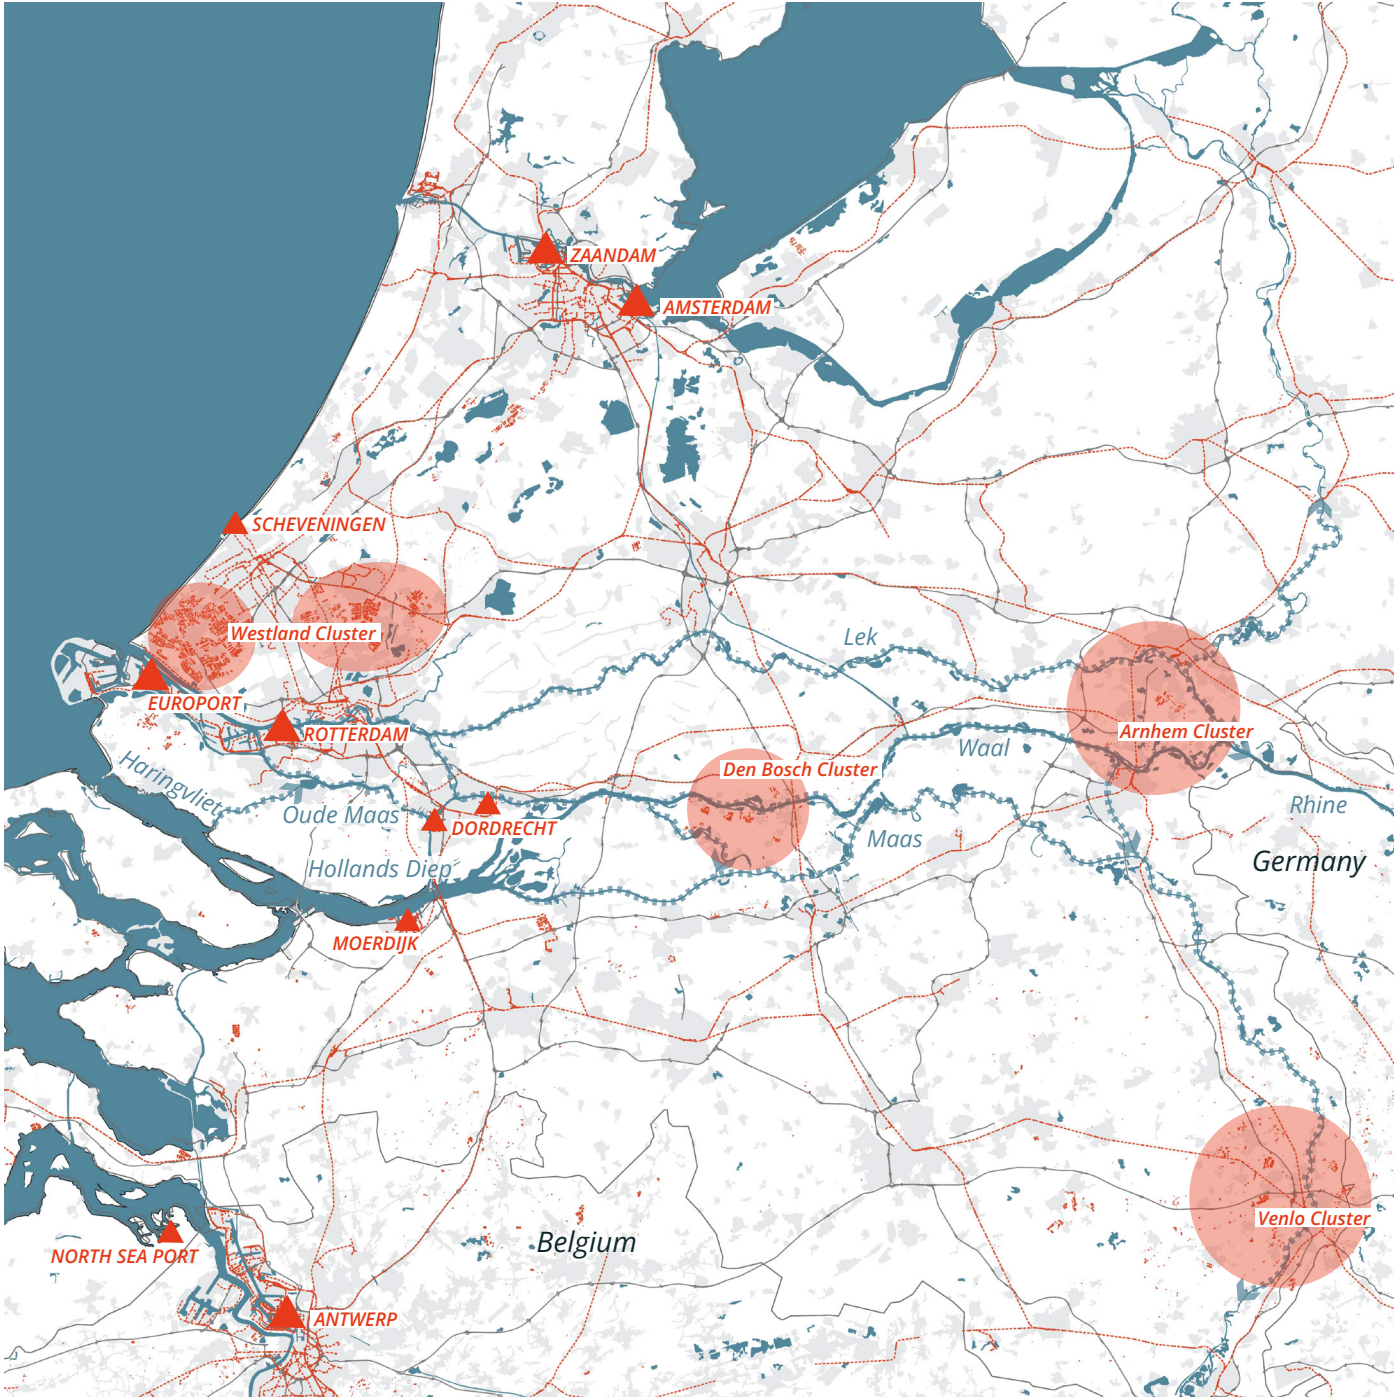 ZAANDAM
AMSTERDAM
SCHEVENINGEN
Westland Cluster
Lek
EUROPORT
ROTTERDAM
Arnhem Cluster
Waal
Haringvliet
Den Bosch Cluster
Rhine
Oude Maas
DORDRECHT
Maas
Hollands Diep
Germany
MOERDIJK
Venlo Cluster
Belgium
NORTH SEA PORT
ANTWERP